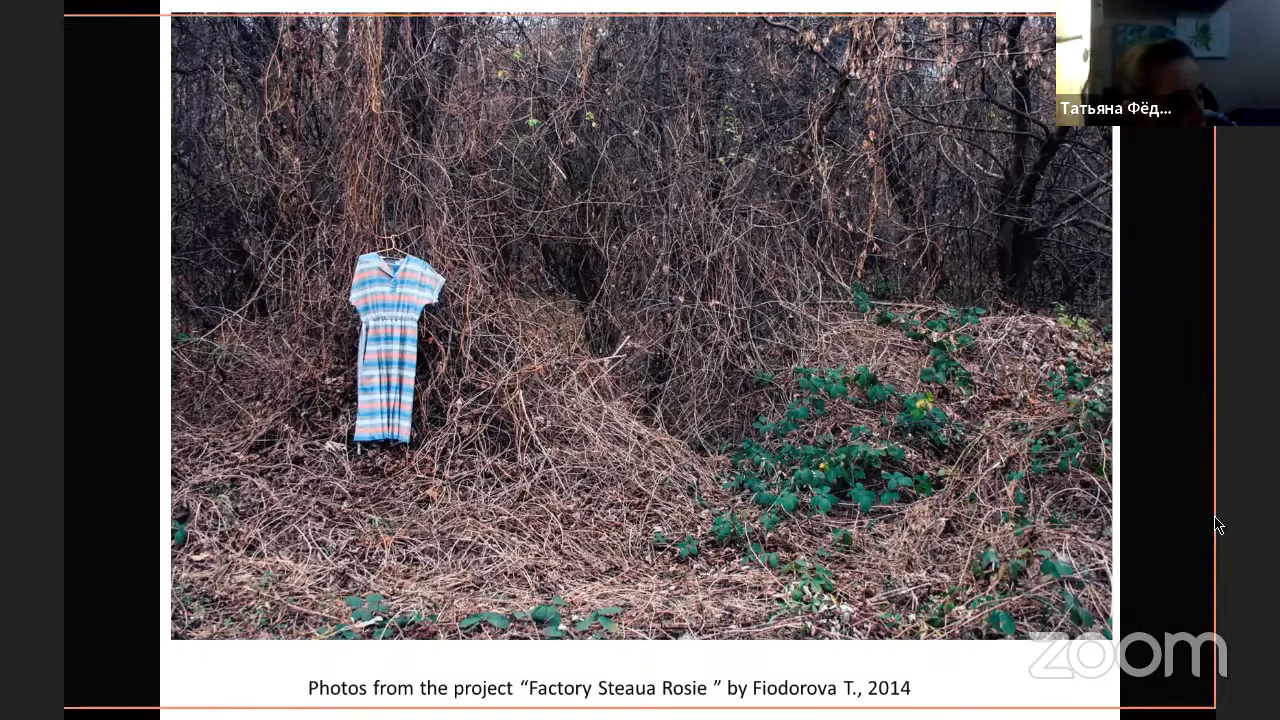 Татьяна Фёд...
zoom
Photos from the project “Factory Steaua Rosie ” by Fiodorova T., 2014